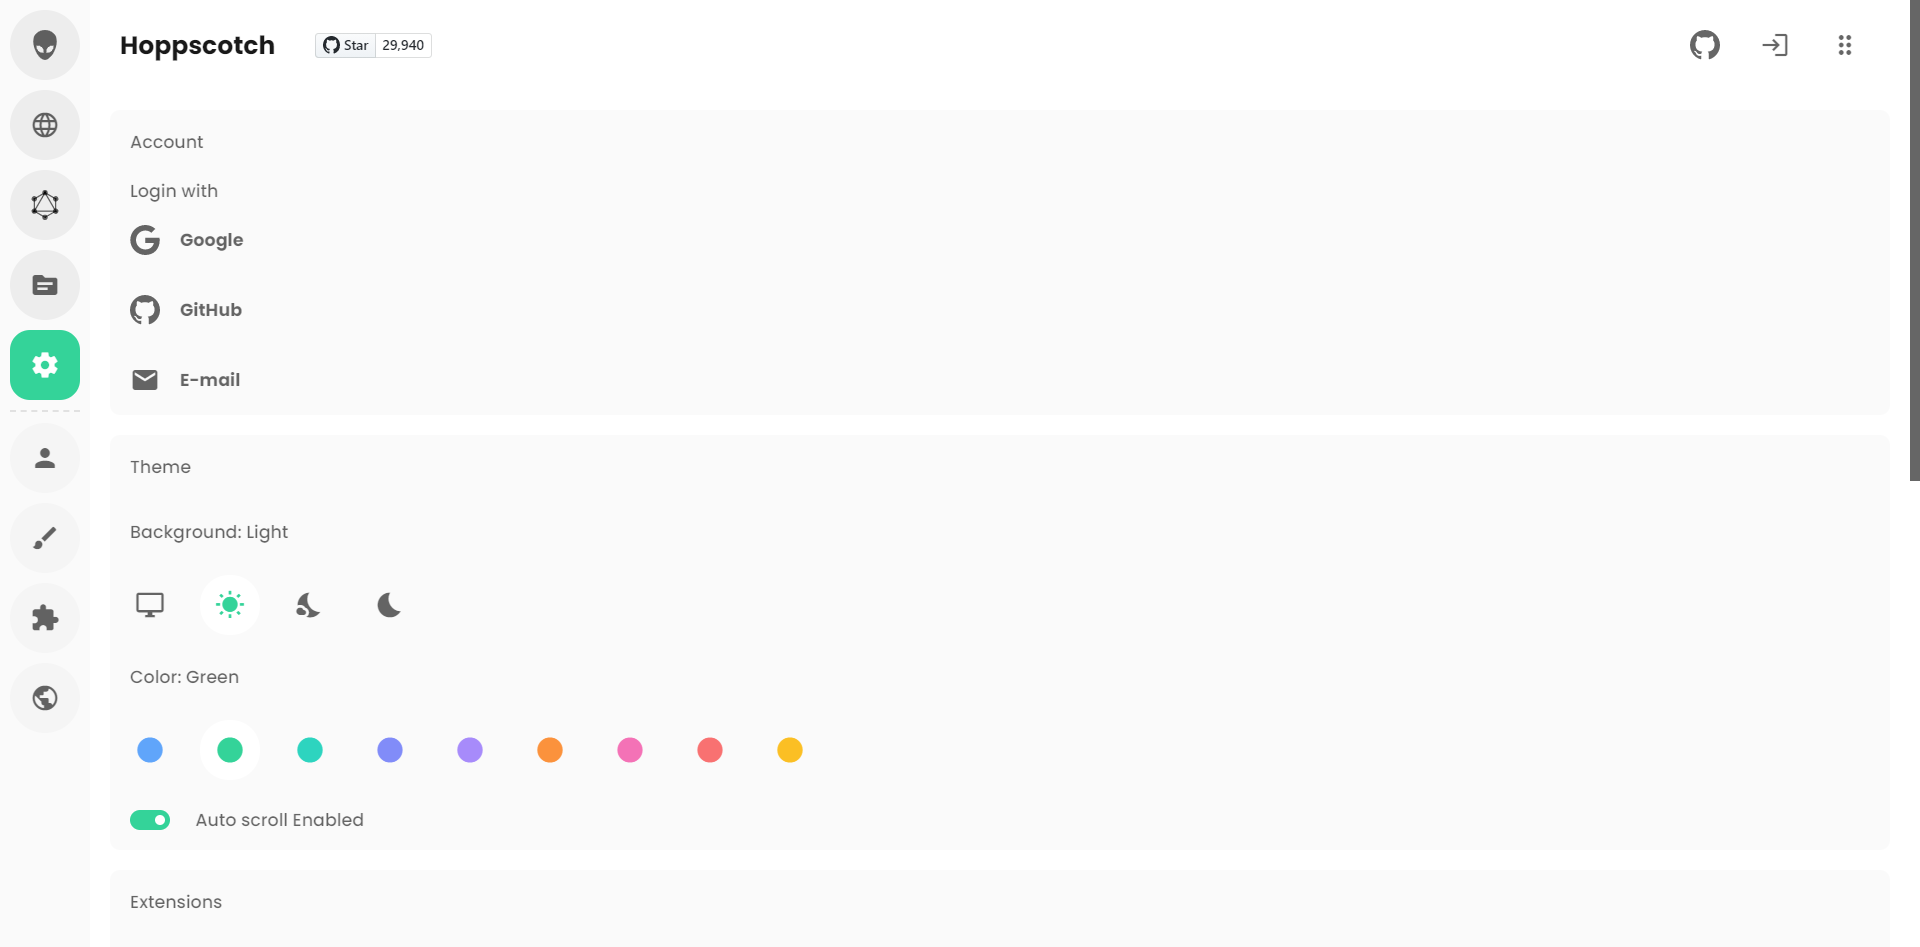 Hoppscotch
Star 29,940
Account
Login with
Google
GitHub
E-mail
Theme
Background: Light
Color: Green
Auto scroll Enabled
Extensions